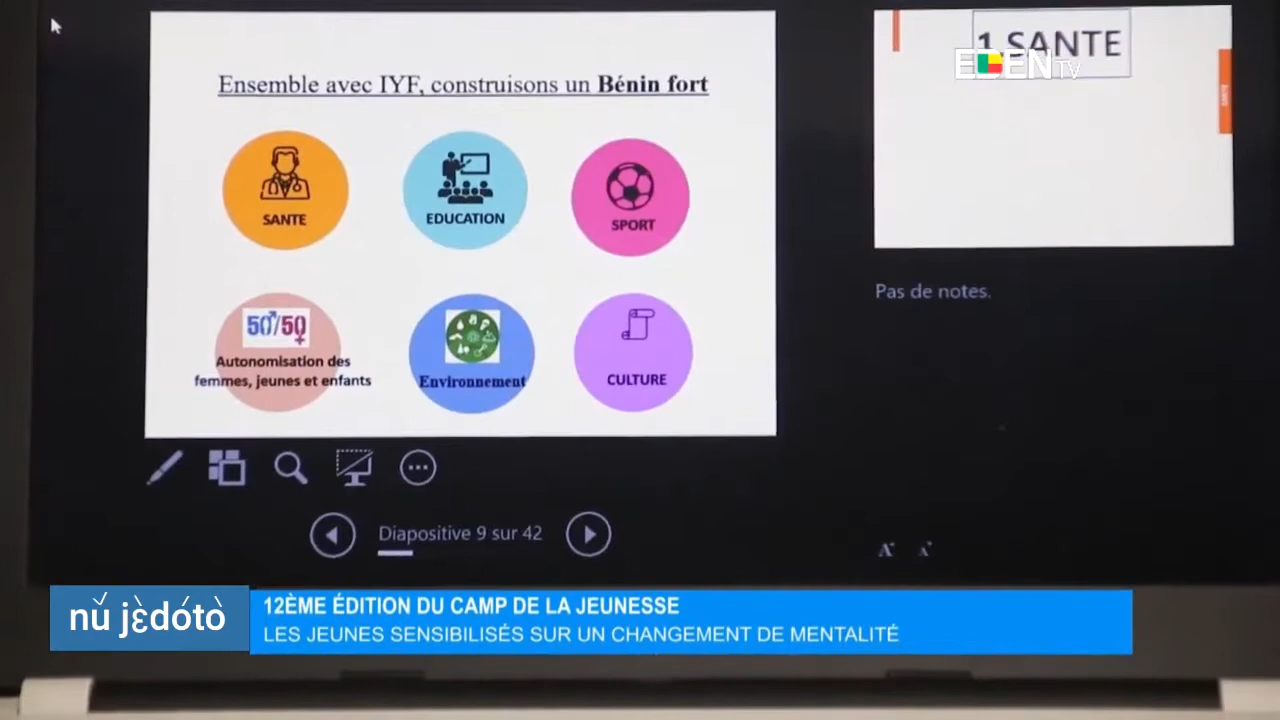 Ensemble avec IYF, construisons un Bénin fort
SANTE
EDUCATION
SPORT
50/50
Autonomisation des
femmes, jeunes et enfants
Environnement
CULTURE
1.SANTE
EDEN TV
Pas de notes.
Diapositive 9 sur 42
A A
nǔ jɛ̀dótò
12ÈME ÉDITION DU CAMP DE LA JEUNESSE
LES JEUNES SENSIBILISÉS SUR UN CHANGEMENT DE MENTALITÉ